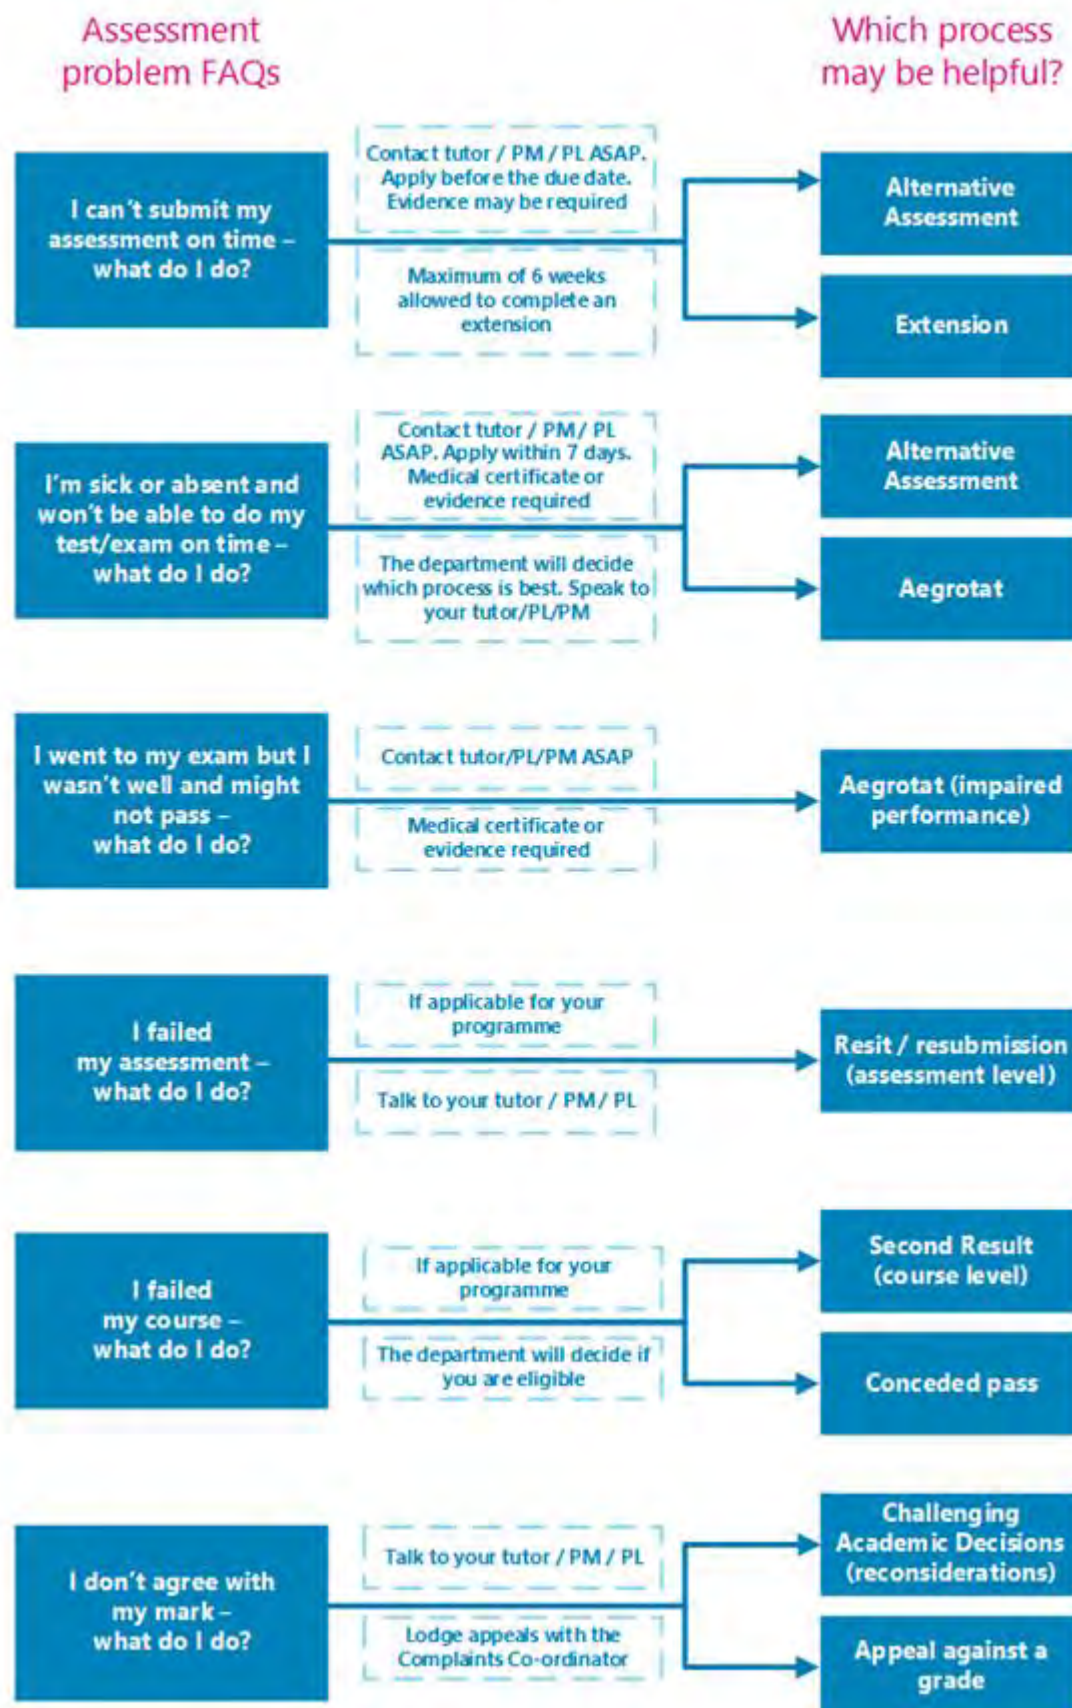 Assessment
problem FAQs
Which process
may be helpful?
I can't submit my
assessment on time –
what do I do?
Contact tutor / PM / PL ASAP.
Apply before the due date.
Evidence may be required
Maximum of 6 weeks
allowed to complete an
extension
Alternative
Assessment
Extension
I'm sick or absent and
won't be able to do my
test/exam on time –
what do I do?
Contact tutor / PM / PL
ASAP. Apply within 7 days.
Medical certificate or
evidence required
The department will decide
which process is best. Speak to
your tutor/PL/PM
Alternative
Assessment
Aegrotat
I went to my exam but I
wasn't well and might
not pass –
what do I do?
Contact tutor/PL/PM ASAP
Medical certificate or
evidence required
Aegrotat (impaired
performance)
I failed
my assessment –
what do I do?
If applicable for your
programme
Talk to your tutor / PM / PL
Resit / resubmission
(assessment level)
I failed
my course –
what do I do?
If applicable for your
programme
The department will decide if
you are eligible
Second Result
(course level)
Conceded pass
I don't agree with
my mark –
what do I do?
Talk to your tutor / PM / PL
Lodge appeals with the
Complaints Co-ordinator
Challenging
Academic Decisions
(reconsiderations)
Appeal against a
grade